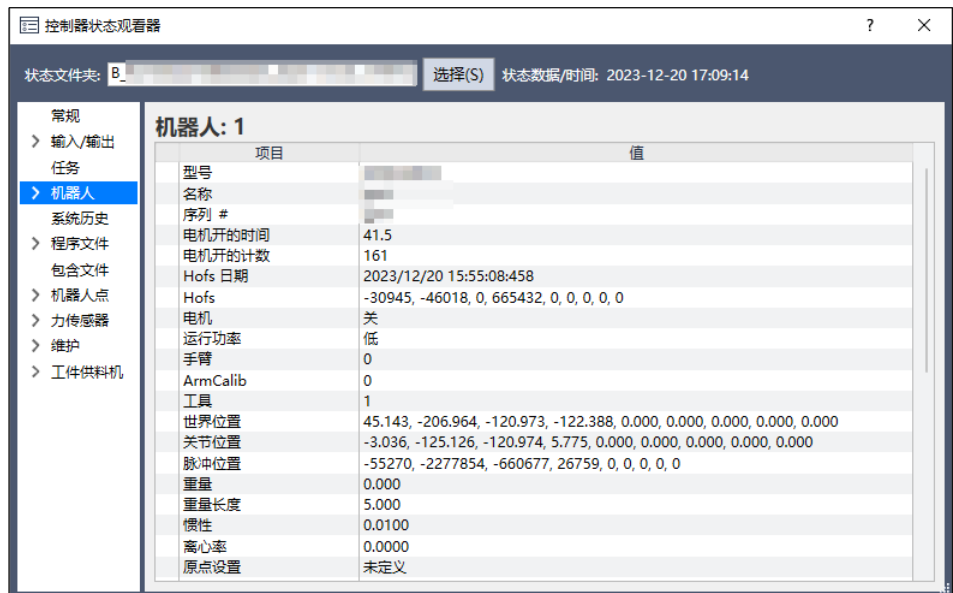 控制器状态观看器 ?
状态文件夹: B_ 选择(S) 状态数据/时间: 2023-12-20 17:09:14
常规
输入/输出
任务
机器人
系统历史
程序文件
包含文件
机器人点
力传感器
维护
工件供料机
机器人: 1
项目 值
型号
名称
序列 #
电机开的时间 41.5
电机开的计数 161
Hofs 日期 2023/12/20 15:55:08:458
Hofs -30945, -46018, 0, 665432, 0, 0, 0, 0, 0
电机 关
运行功率 低
手臂 0
ArmCalib 0
工具 1
世界位置 45.143, -206.964, -120.973, -122.388, 0.000, 0.000, 0.000, 0.000, 0.000
关节位置 -3.036, -125.126, -120.974, 5.775, 0.000, 0.000, 0.000, 0.000, 0.000
脉冲位置 -55270, -2277854, -660677, 26759, 0, 0, 0, 0, 0
重量 0.000
重量长度 5.000
惯性 0.0100
离心率 0.0000
原点设置 未定义